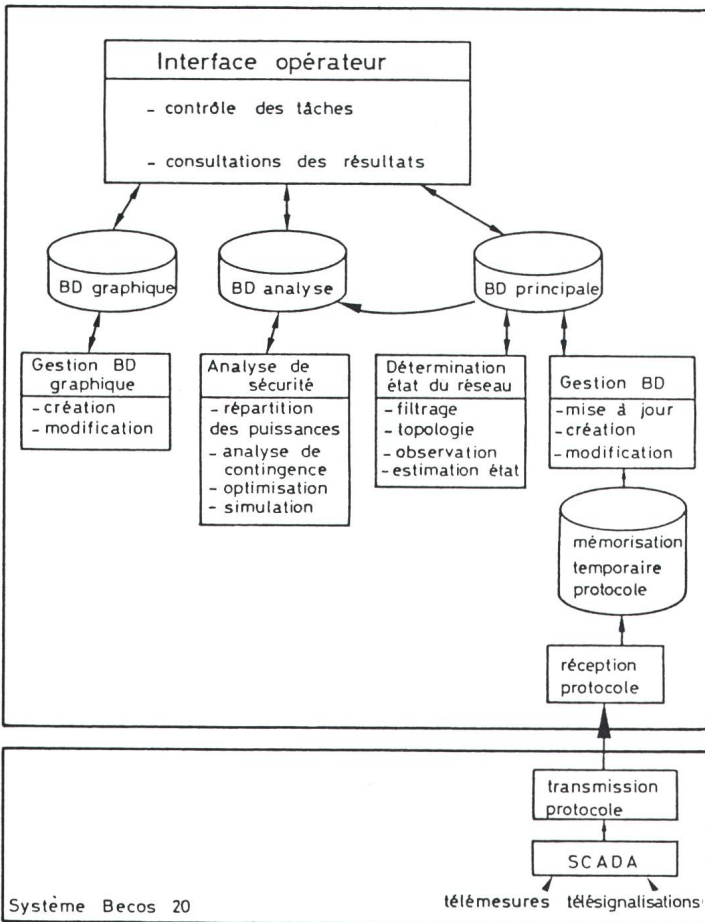 Interface opérateur
- contrôle des tâches
- consultations des résultats
BD graphique
BD analyse
BD principale
Gestion BD
graphique
- création
- modification
Analyse de
sécurité
- répartition
des puissances
- analyse de
contingence
- optimisation
- simulation
Détermination
état du réseau
- filtrage
- topologie
- observation
- estimation état
Gestion BD
- mise à jour
- création
- modification
mémorisation
temporaire
protocole
réception
protocole
transmission
protocole
SCADA
télémesures télésignalisations
Système Becos 20